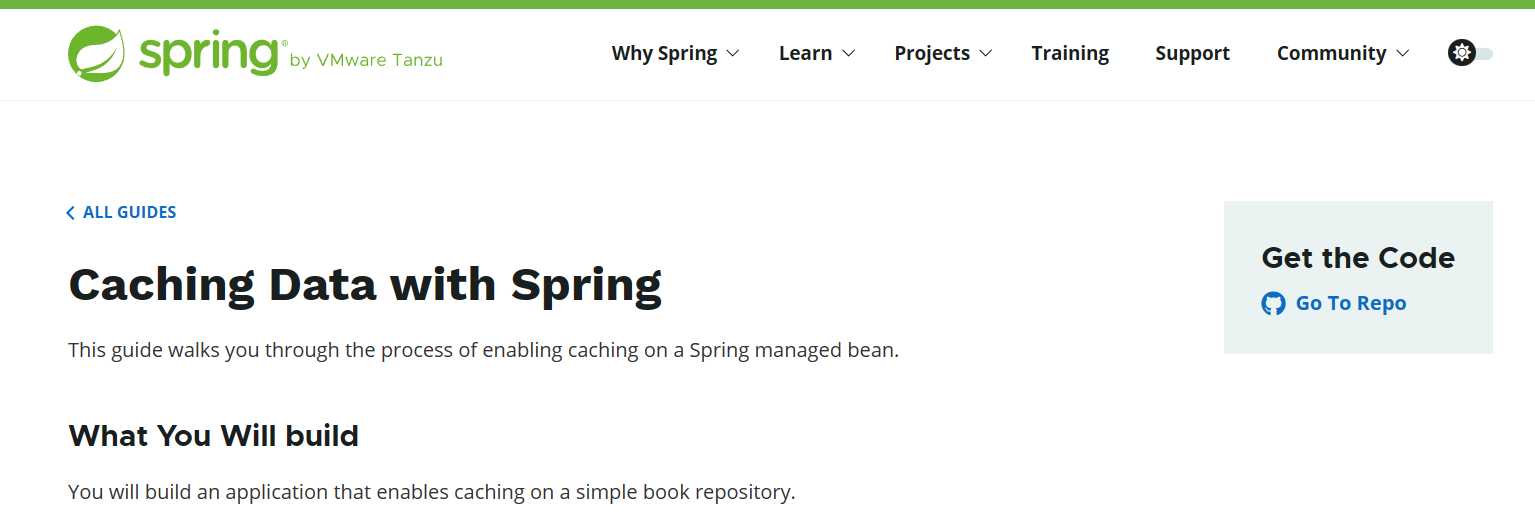 spring® by VMware Tanzu
Why Spring Learn Projects Training Support Community
ALL GUIDES
Caching Data with Spring
This guide walks you through the process of enabling caching on a Spring managed bean.
What You Will build
You will build an application that enables caching on a simple book repository.
Get the Code
Go To Repo